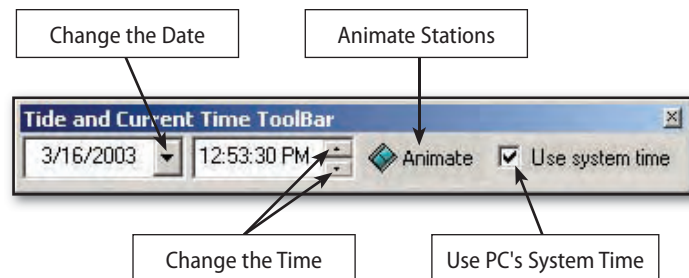 Change the Date
Animate Stations
Tide and Current Time ToolBar
3/16/2003
12:53:30 PM
Animate
Use system time
Change the Time
Use PC's System Time